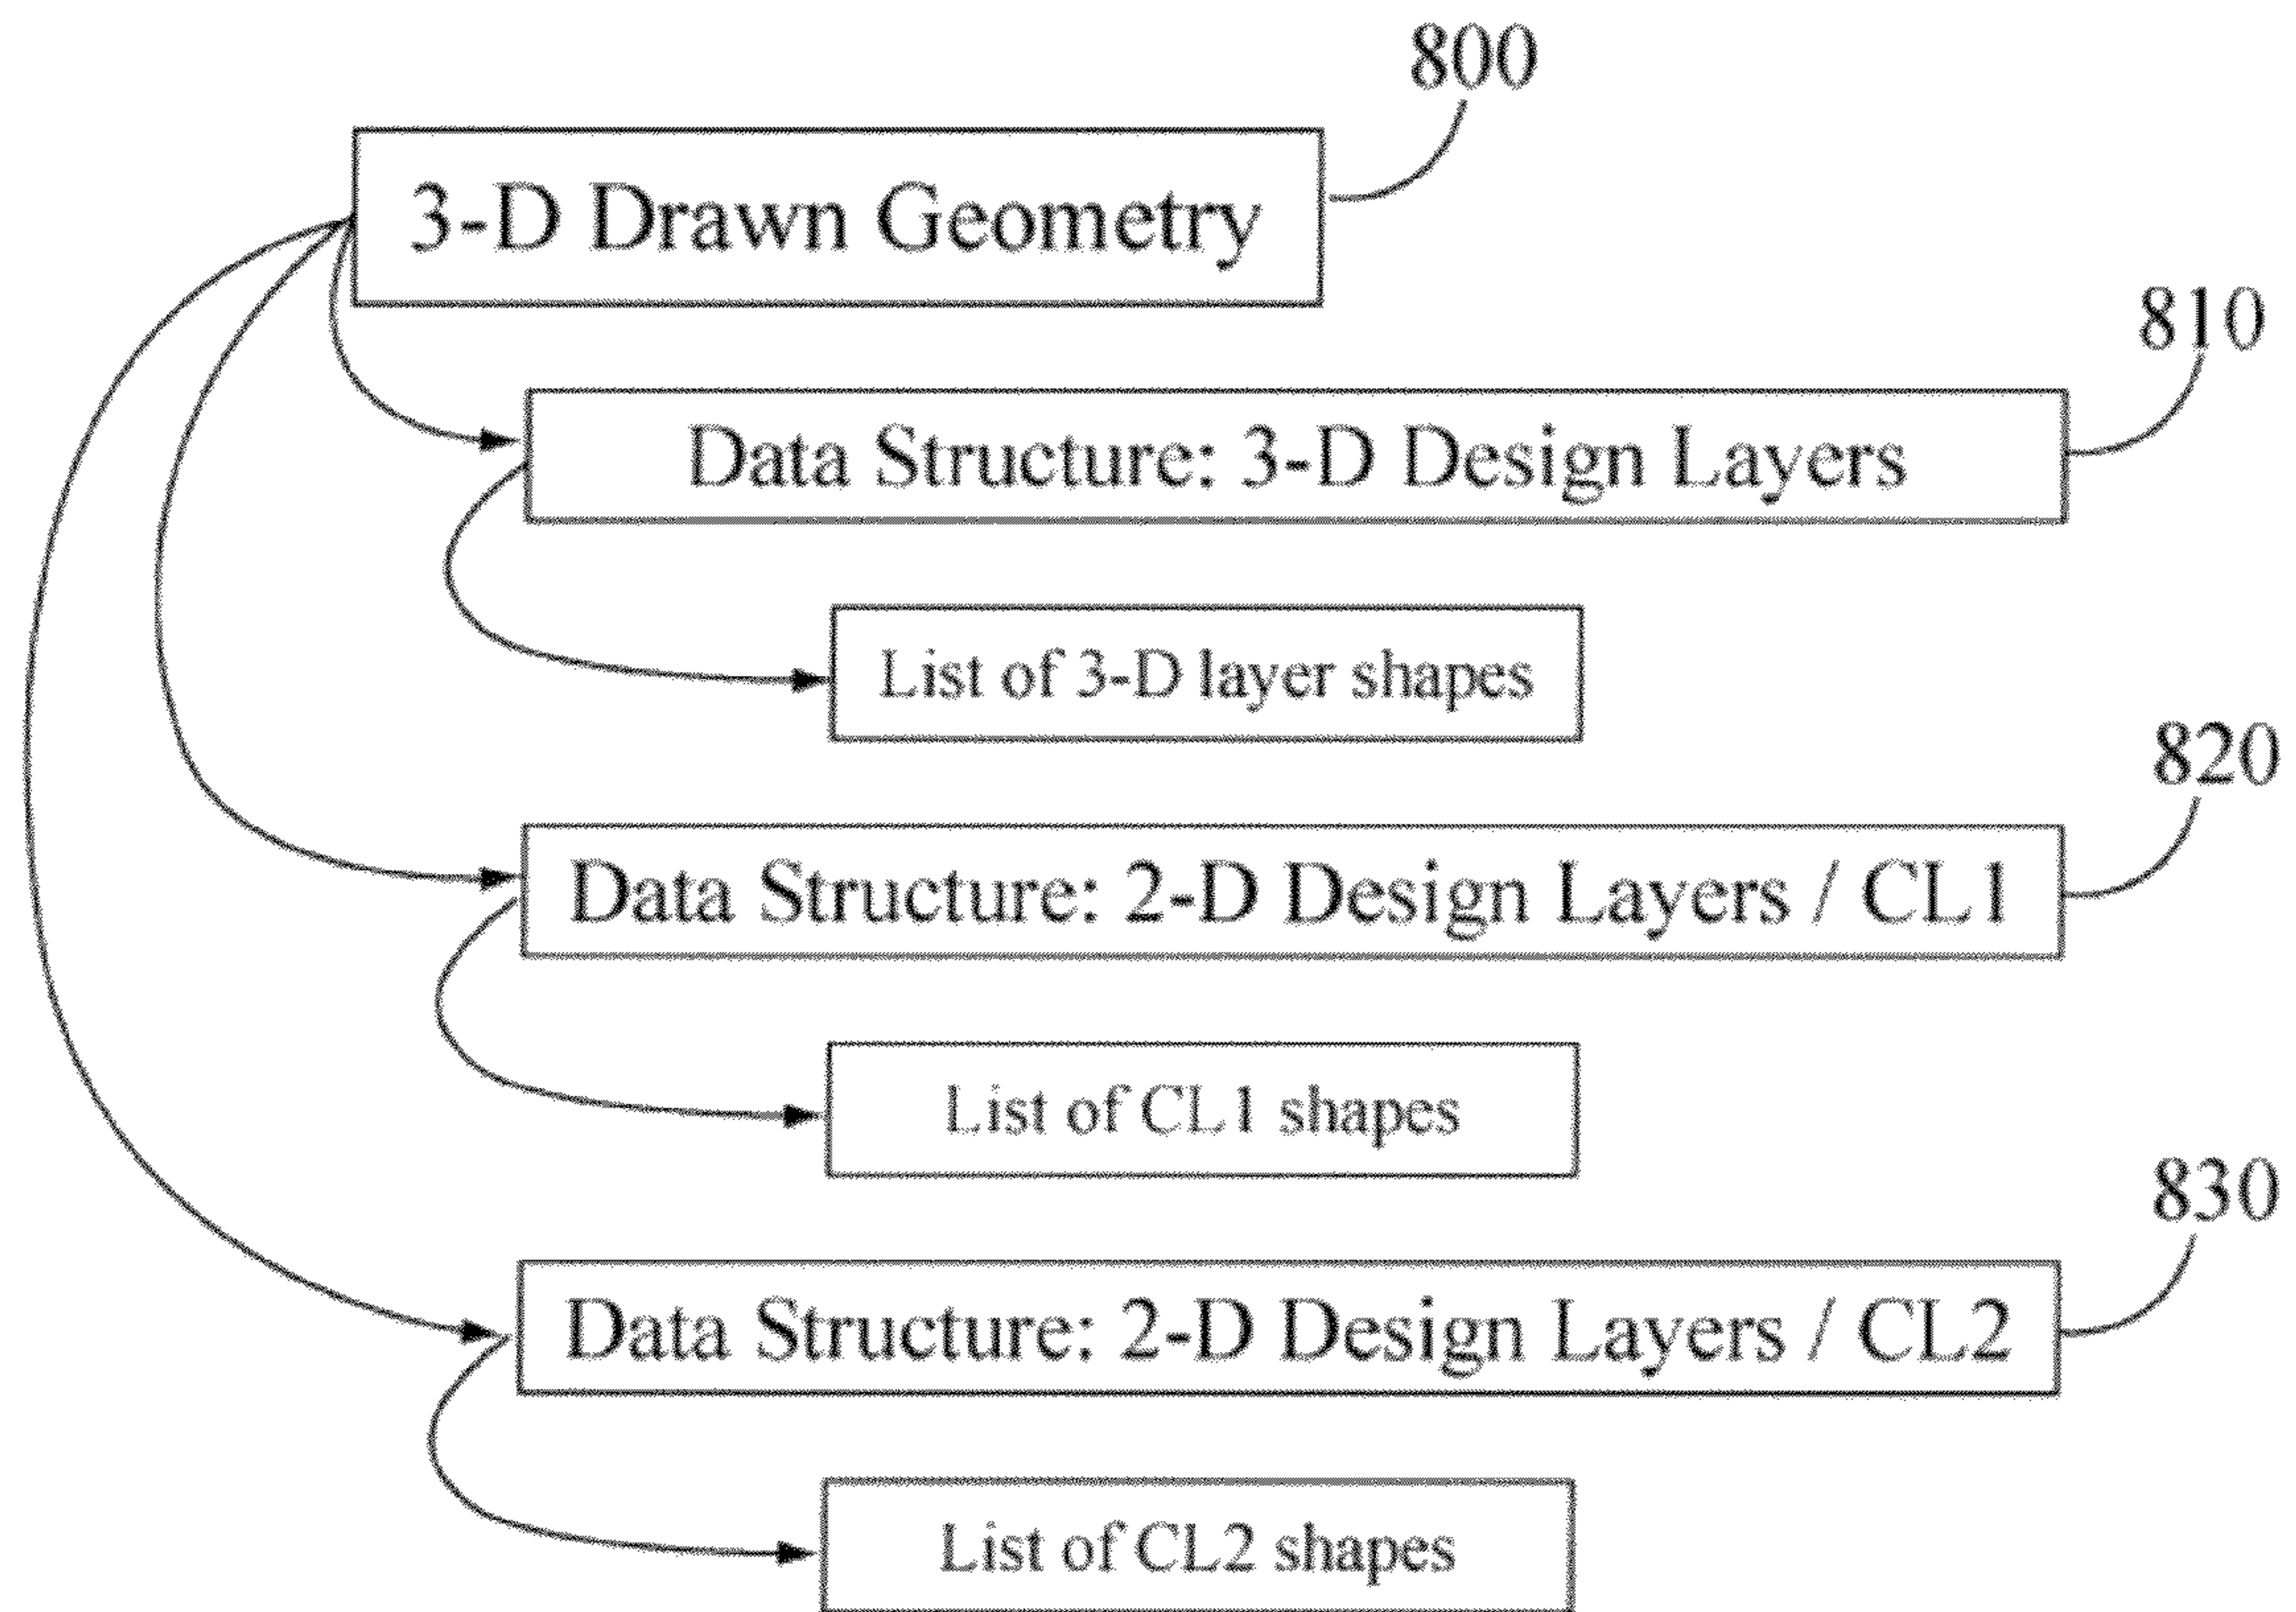 800
3-D Drawn Geometry
810
Data Structure: 3-D Design Layers
List of 3-D layer shapes
820
Data Structure: 2-D Design Layers / CL1
List of CL1 shapes
830
Data Structure: 2-D Design Layers / CL2
List of CL2 shapes